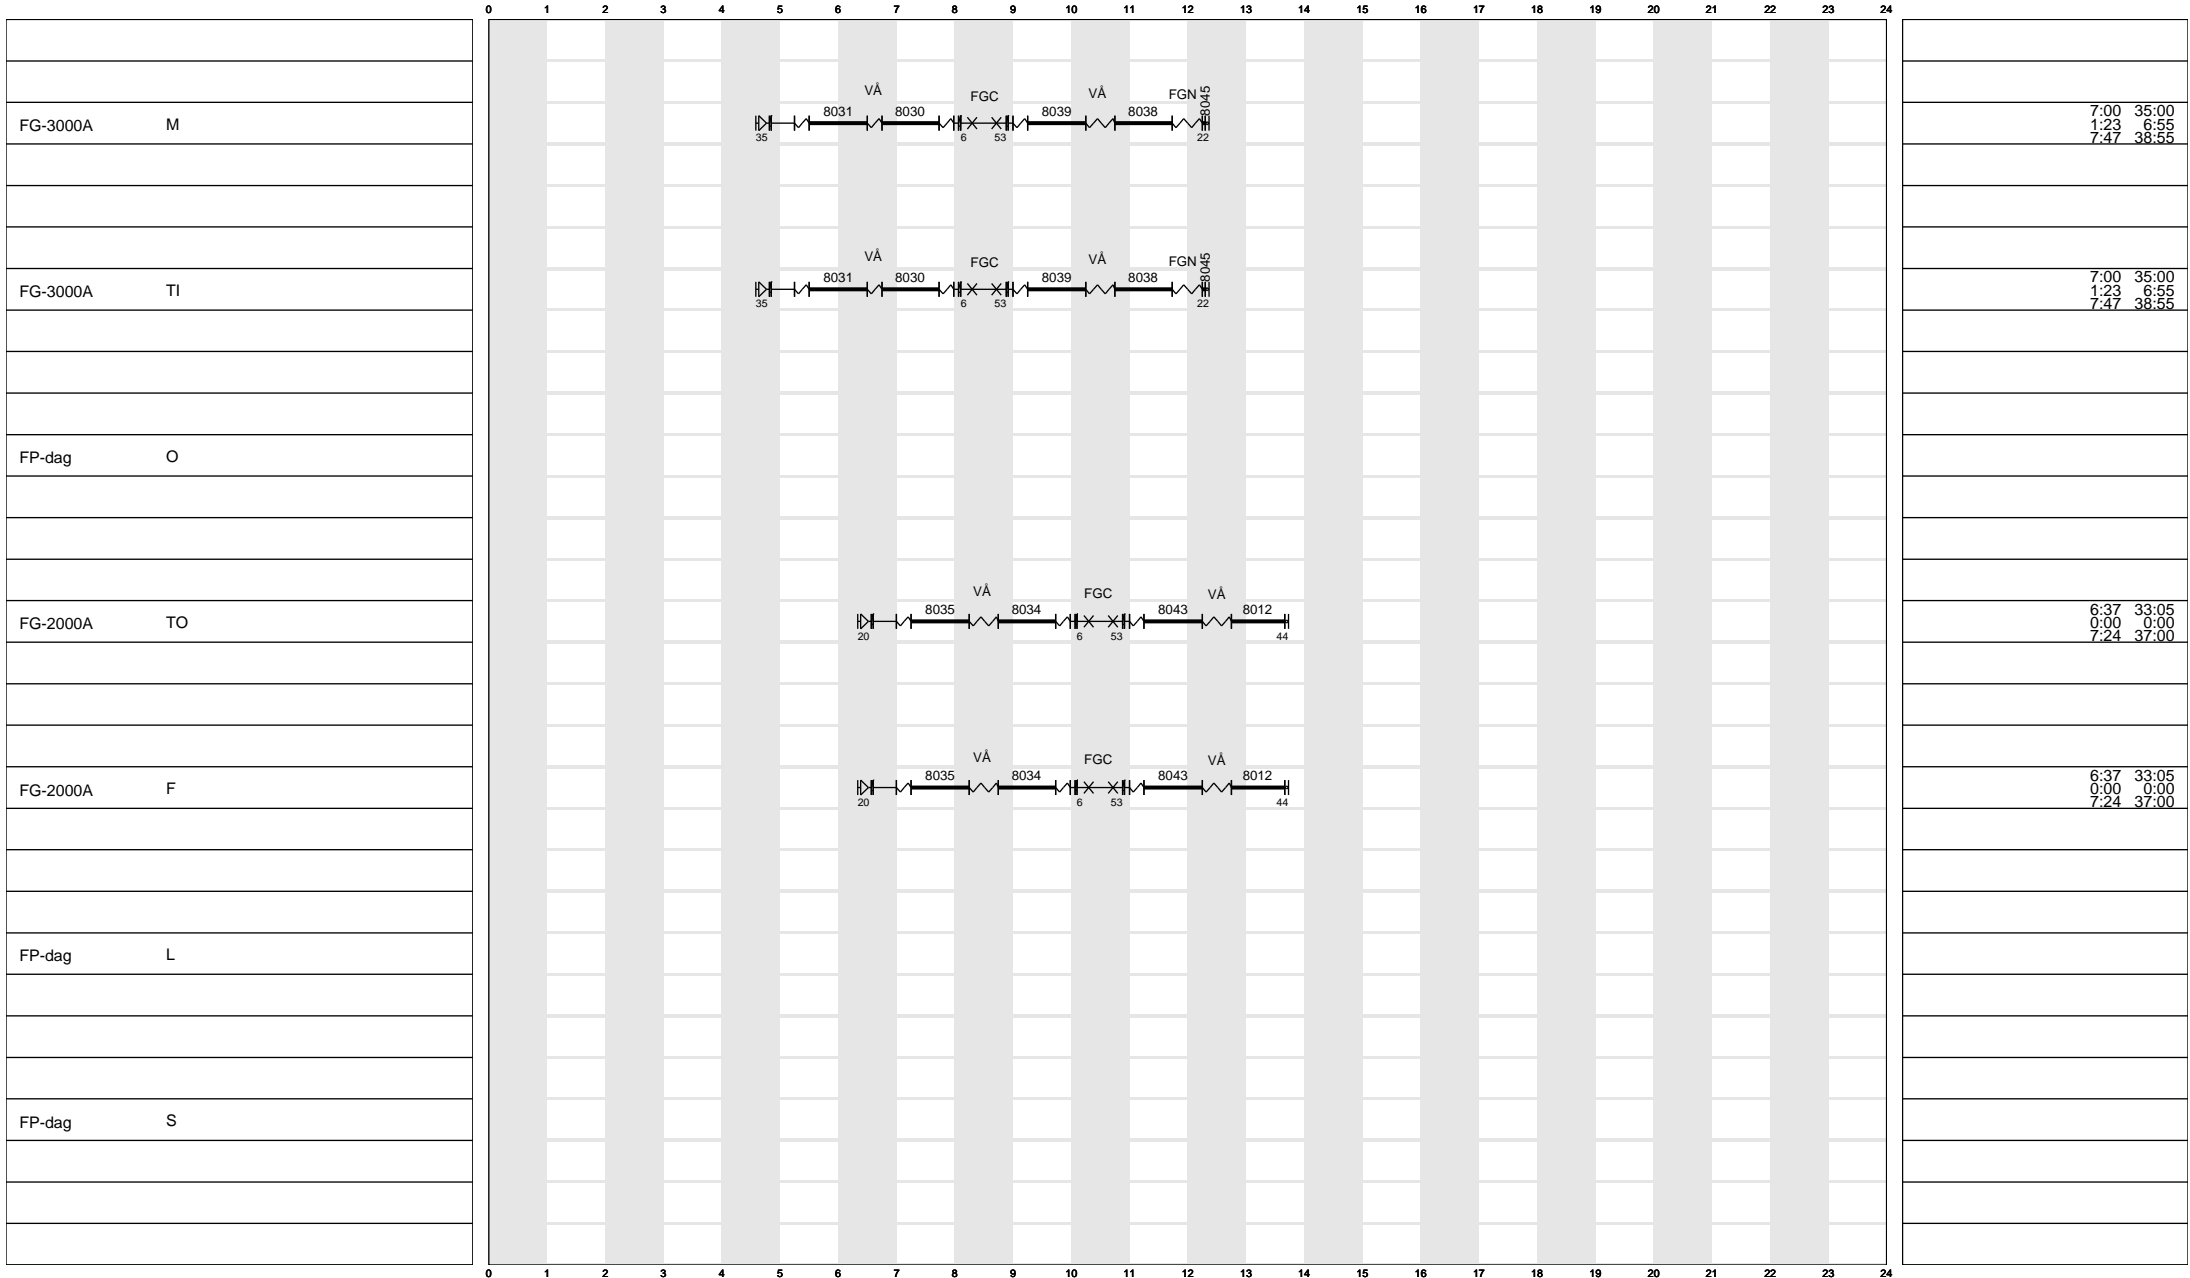 0 1 2 3 4 5 6 7 8 9 10 11 12 13 14 15 16 17 18 19 20 21 22 23 24
VÅ FGC VÅ FGN 8045
8031 8030 8039 8038
FG-3000A M
35 6 53 22
7:00 35:00
1:23 6:55
7:47 38:55
VÅ FGC VÅ FGN 8045
8031 8030 8039 8038
FG-3000A TI
35 6 53 22
7:00 35:00
1:23 6:55
7:47 38:55
FP-dag O
VÅ FGC VÅ
8035 8034 8043 8012
FG-2000A TO
20 6 53 44
6:37 33:05
0:00 0:00
7:24 37:00
VÅ FGC VÅ
8035 8034 8043 8012
FG-2000A F
20 6 53 44
6:37 33:05
0:00 0:00
7:24 37:00
FP-dag L
FP-dag S
0 1 2 3 4 5 6 7 8 9 10 11 12 13 14 15 16 17 18 19 20 21 22 23 24